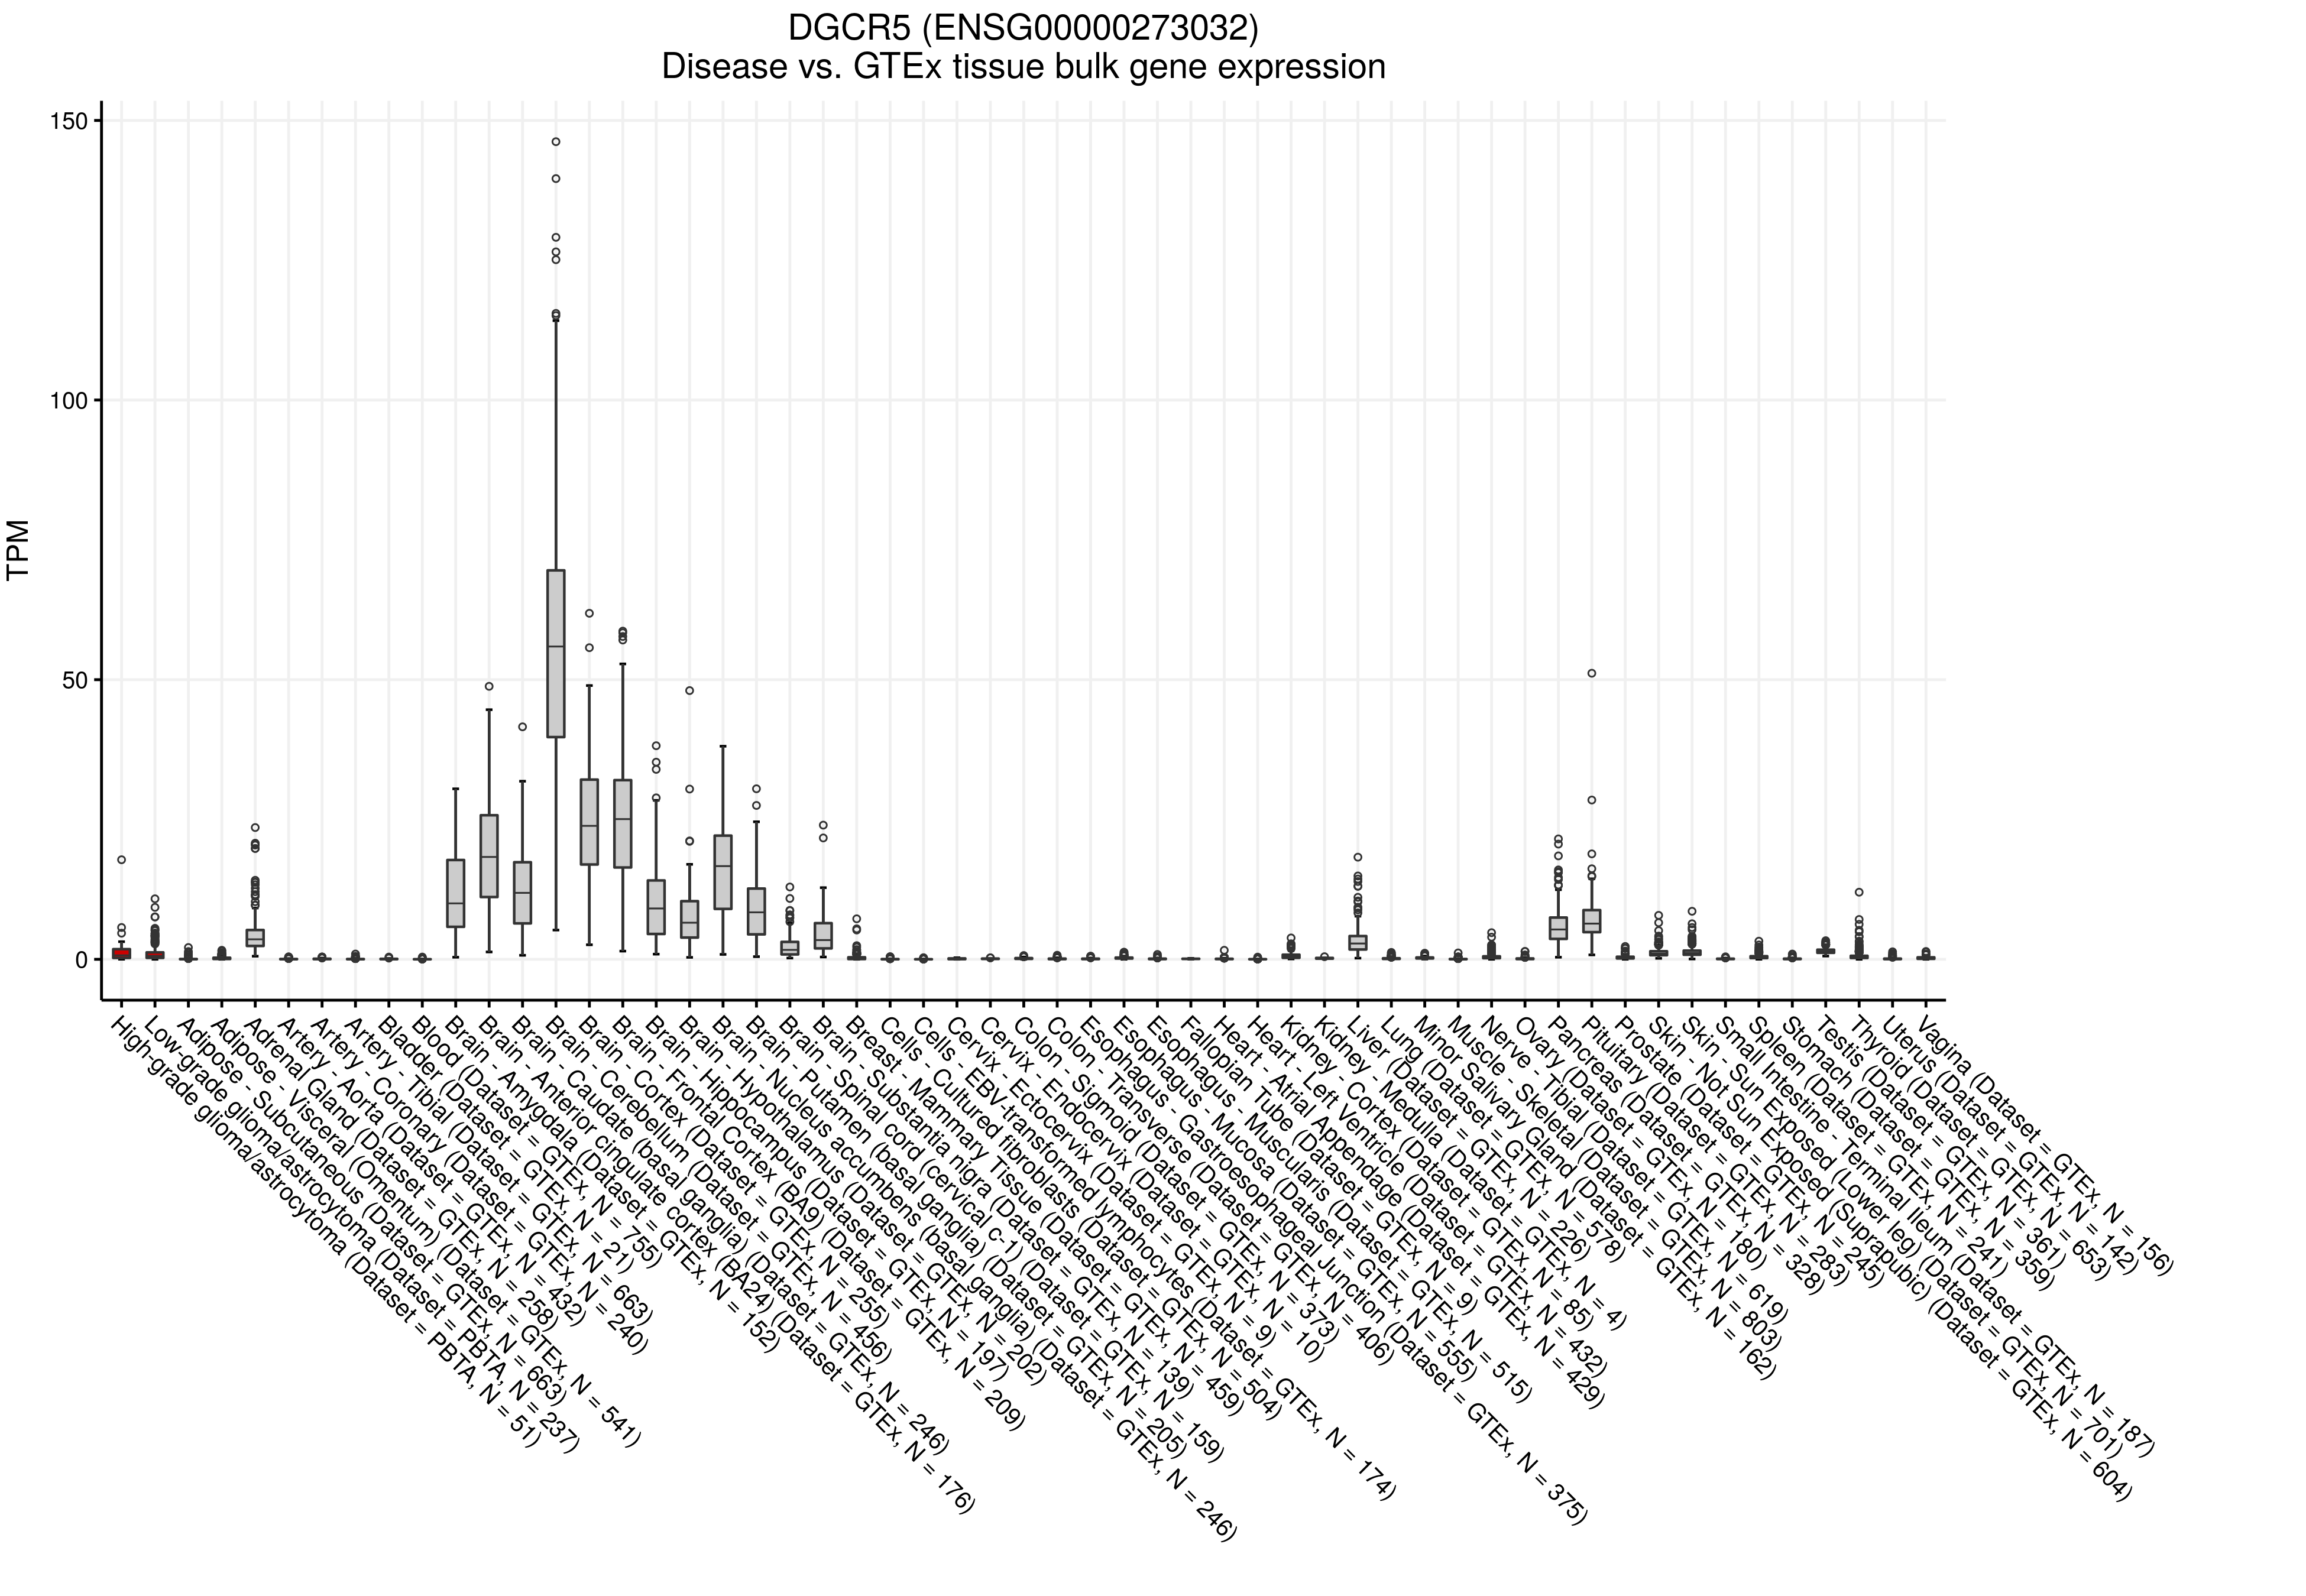 DGCR5 (ENSG00000273032)
Disease vs. GTEx tissue bulk gene expression
TPM
150
100
50
0
High-grade glioma/astrocytoma (Dataset = PBTA, N = 51)
Low-grade glioma/astrocytoma (Dataset = PBTA, N = 237)
Adipose - Subcutaneous (Dataset = GTEx, N = 663)
Adipose - Visceral (Omentum) (Dataset = GTEx, N = 541)
Adrenal Gland (Dataset = GTEx, N = 258)
Artery - Aorta (Dataset = GTEx, N = 432)
Artery - Coronary (Dataset = GTEx, N = 240)
Artery - Tibial (Dataset = GTEx, N = 663)
Bladder (Dataset = GTEx, N = 21)
Blood (Dataset = GTEx, N = 755)
Brain - Amygdala (Dataset = GTEx, N = 152)
Brain - Anterior cingulate cortex (BA24) (Dataset = GTEx, N = 176)
Brain - Caudate (basal ganglia) (Dataset = GTEx, N = 246)
Brain - Cerebellum (Dataset = GTEx, N = 456)
Brain - Cortex (Dataset = GTEx, N = 255)
Brain - Frontal Cortex (BA9) (Dataset = GTEx, N = 209)
Brain - Hippocampus (Dataset = GTEx, N = 197)
Brain - Hypothalamus (Dataset = GTEx, N = 202)
Brain - Nucleus accumbens (basal ganglia) (Dataset = GTEx, N = 246)
Brain - Putamen (basal ganglia) (Dataset = GTEx, N = 205)
Brain - Spinal cord (cervical c-1) (Dataset = GTEx, N = 159)
Brain - Substantia nigra (Dataset = GTEx, N = 139)
Breast - Mammary Tissue (Dataset = GTEx, N = 459)
Cells - Cultured fibroblasts (Dataset = GTEx, N = 504)
Cells - EBV-transformed lymphocytes (Dataset = GTEx, N = 174)
Cervix - Ectocervix (Dataset = GTEx, N = 9)
Cervix - Endocervix (Dataset = GTEx, N = 10)
Colon - Sigmoid (Dataset = GTEx, N = 373)
Colon - Transverse (Dataset = GTEx, N = 406)
Esophagus - Gastroesophageal Junction (Dataset = GTEx, N = 375)
Esophagus - Mucosa (Dataset = GTEx, N = 555)
Esophagus - Muscularis (Dataset = GTEx, N = 515)
Fallopian Tube (Dataset = GTEx, N = 9)
Heart - Atrial Appendage (Dataset = GTEx, N = 429)
Heart - Left Ventricle (Dataset = GTEx, N = 432)
Kidney - Cortex (Dataset = GTEx, N = 85)
Kidney - Medulla (Dataset = GTEx, N = 4)
Liver (Dataset = GTEx, N = 226)
Lung (Dataset = GTEx, N = 578)
Minor Salivary Gland (Dataset = GTEx, N = 162)
Muscle - Skeletal (Dataset = GTEx, N = 803)
Nerve - Tibial (Dataset = GTEx, N = 619)
Ovary (Dataset = GTEx, N = 180)
Pancreas (Dataset = GTEx, N = 328)
Pituitary (Dataset = GTEx, N = 283)
Prostate (Dataset = GTEx, N = 245)
Skin - Not Sun Exposed (Suprapubic) (Dataset = GTEx, N = 604)
Skin - Sun Exposed (Lower leg) (Dataset = GTEx, N = 701)
Small Intestine - Terminal Ileum (Dataset = GTEx, N = 187)
Spleen (Dataset = GTEx, N = 241)
Stomach (Dataset = GTEx, N = 359)
Testis (Dataset = GTEx, N = 361)
Thyroid (Dataset = GTEx, N = 653)
Uterus (Dataset = GTEx, N = 142)
Vagina (Dataset = GTEx, N = 156)